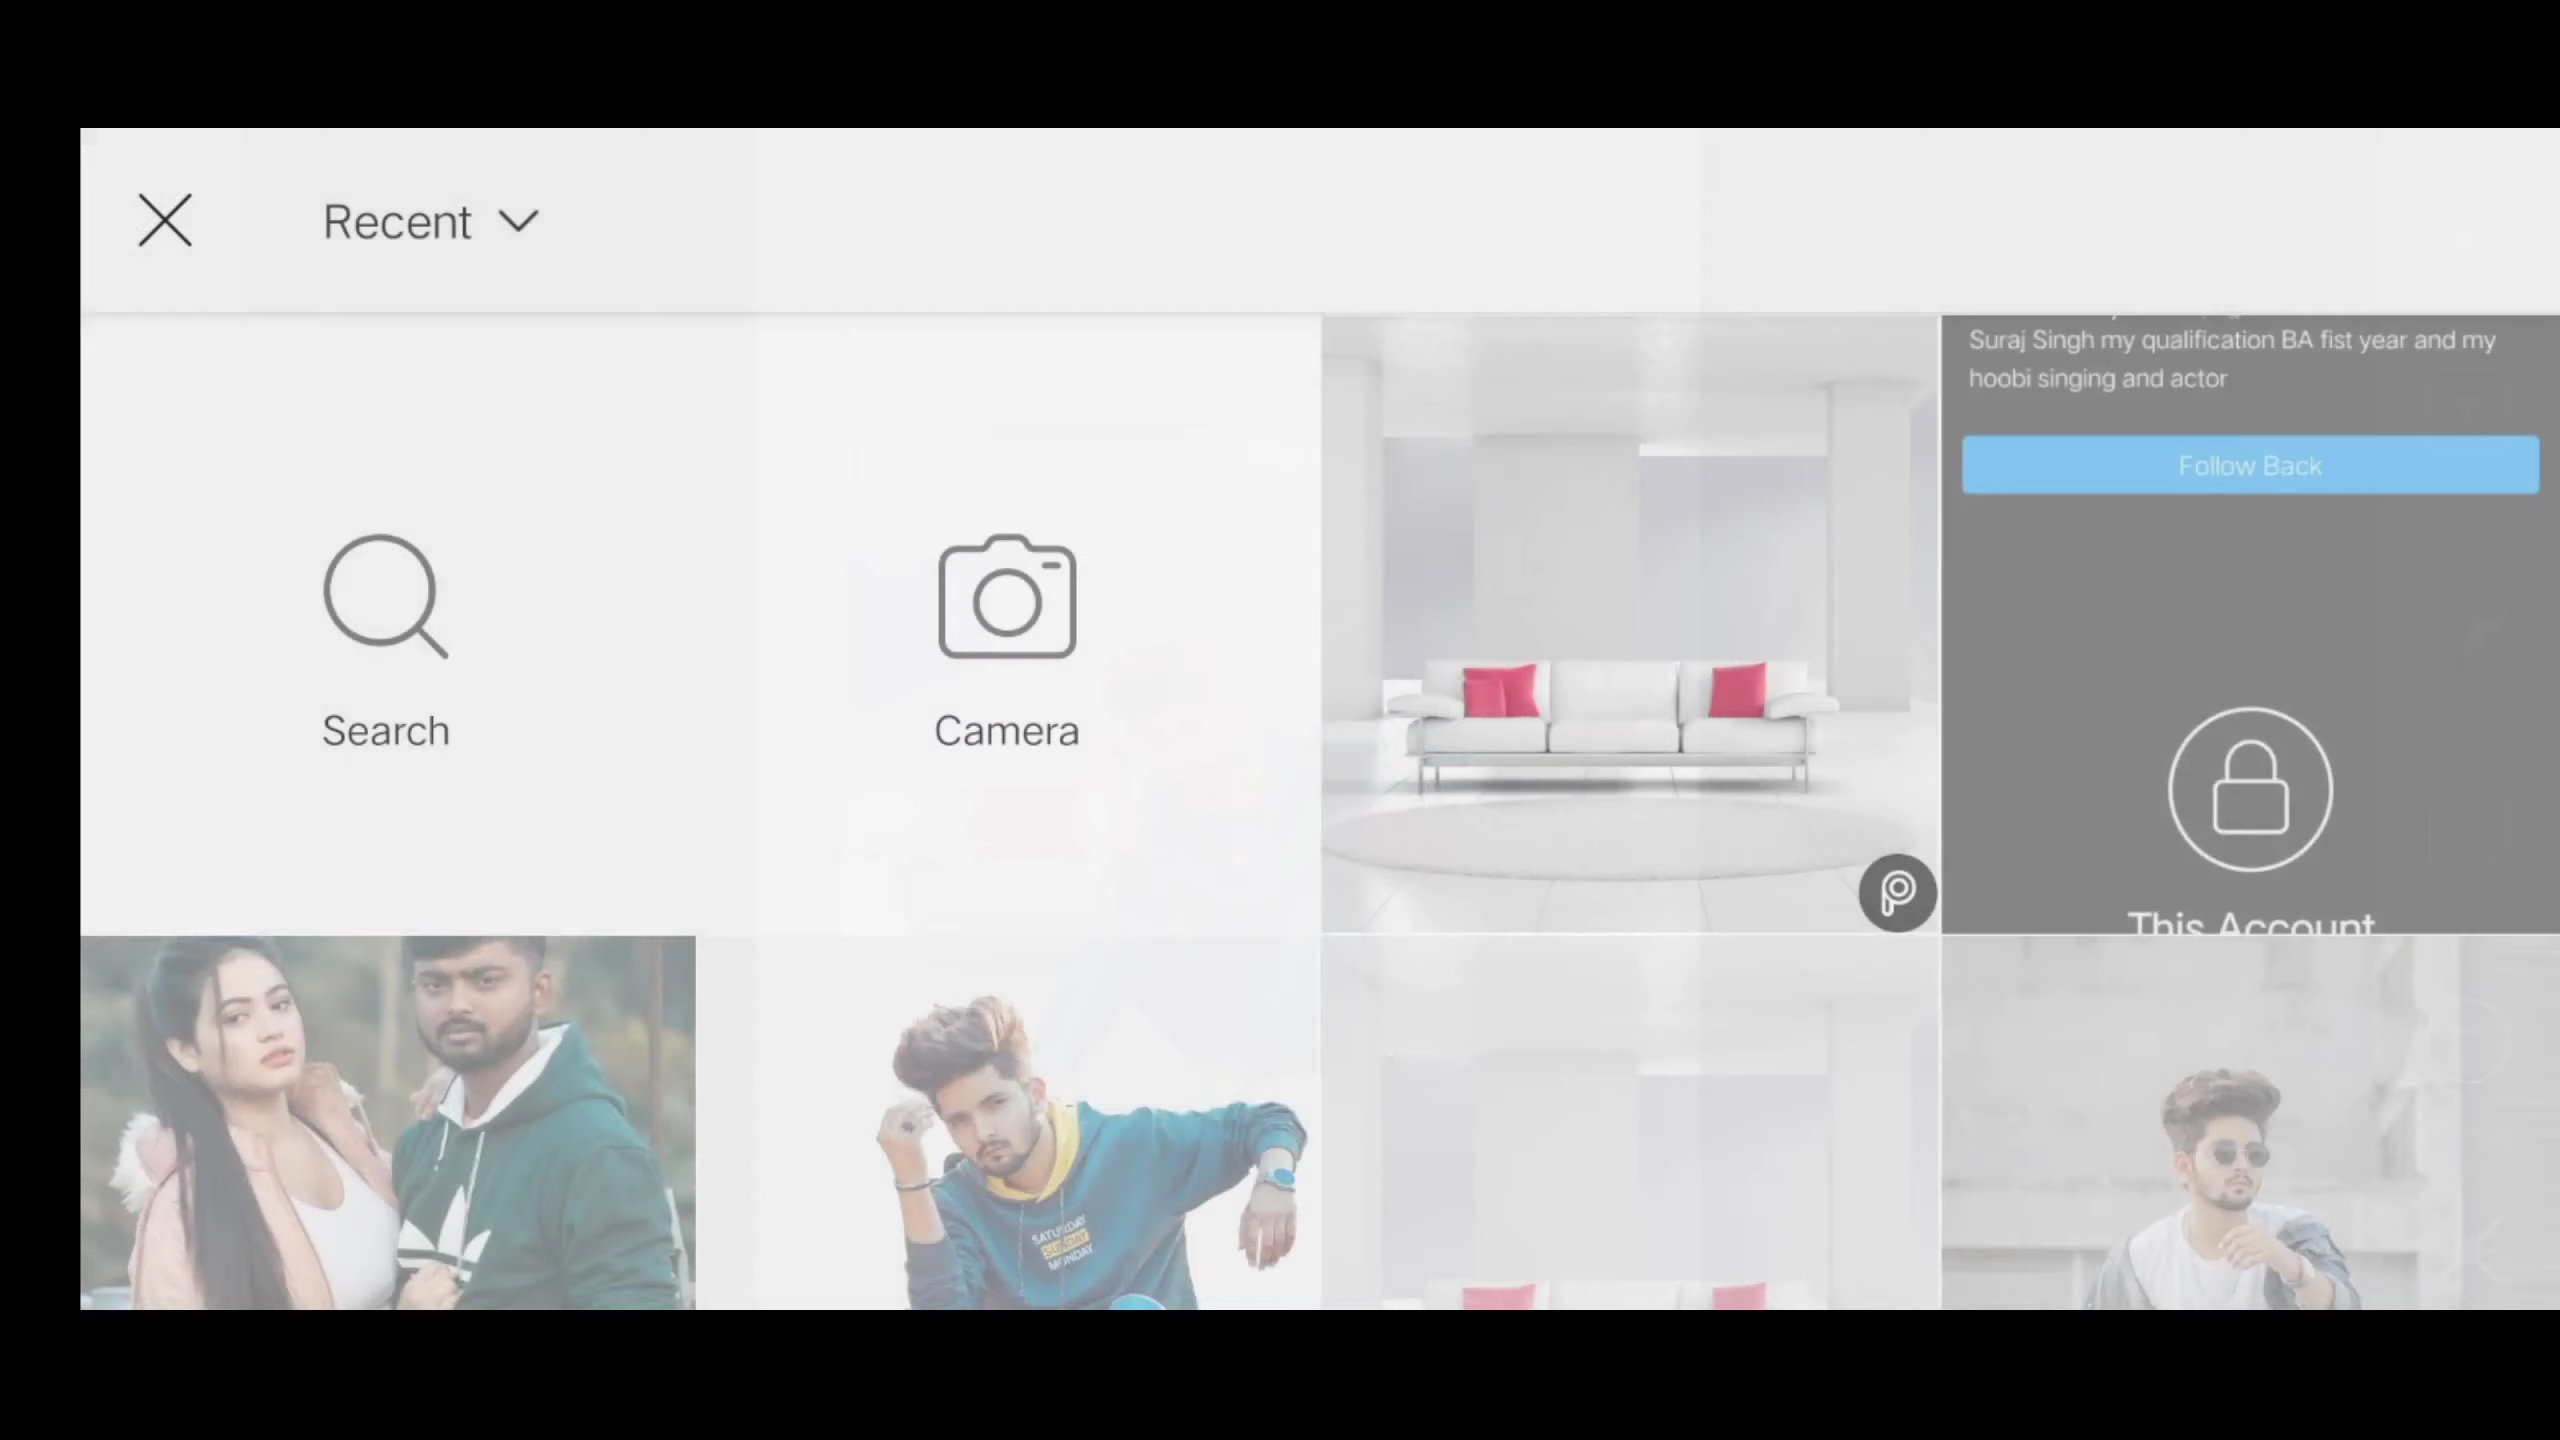 Recent
Suraj Singh my qualification BA fist year and my
hoobi singing and actor
Follow Back
Search
Camera
This Account
SATURDAY
SUNDAY
MONDAY